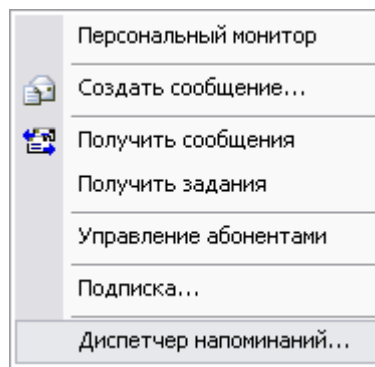 Персональный монитор
Создать сообщение...
Получить сообщения
Получить задания
Управление абонентами
Подписка...
Диспетчер напоминаний...